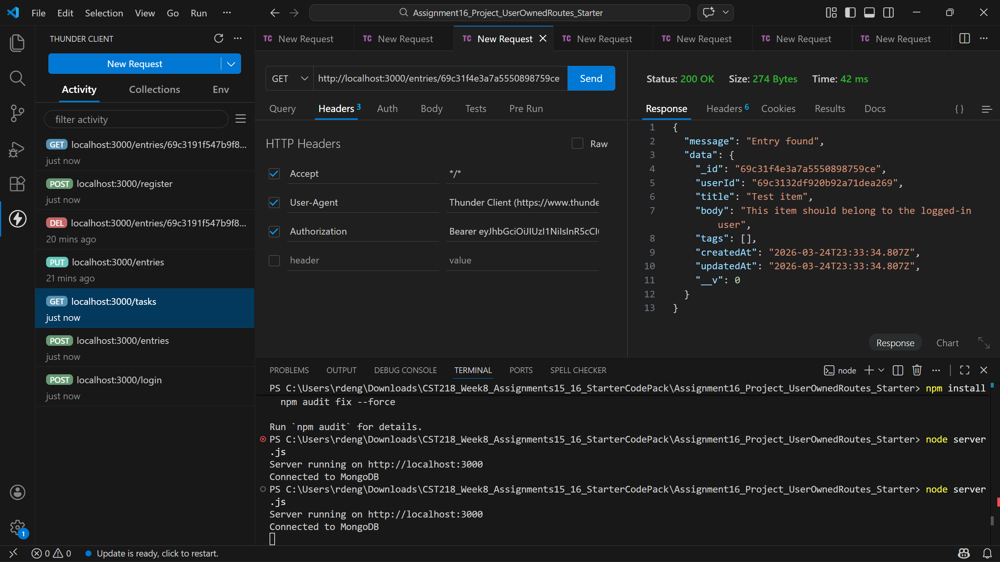 File Edit Selection View Go Run ···
Assignment16_Project_UserOwnedRoutes_Starter
THUNDER CLIENT
New Request
Activity Collections Env
filter activity
GET localhost:3000/entries/69c3191f547b9f8...
just now
POST localhost:3000/register
just now
DEL localhost:3000/entries/69c3191f547b9f8...
20 mins ago
PUT localhost:3000/entries
21 mins ago
GET localhost:3000/tasks
just now
POST localhost:3000/entries
just now
POST localhost:3000/login
just now
TC New Request TC New Request TC New Request TC New Request TC New Request TC New Request TC New Request
GET http://localhost:3000/entries/69c31f4e3a7a5550898759ce Send
Query Headers 3 Auth Body Tests Pre Run
HTTP Headers Raw
Accept */*
User-Agent Thunder Client (https://www.thunde
Authorization Bearer eyJhbGciOiJIUzI1NiIsInR5cCI
header value
Status: 200 OK Size: 274 Bytes Time: 42 ms
Response Headers 6 Cookies Results Docs { }
1 {
2 "message": "Entry found",
3 "data": {
4 "_id": "69c31f4e3a7a5550898759ce",
5 "userId": "69c3132df920b92a71dea269",
6 "title": "Test item",
7 "body": "This item should belong to the logged-in
user",
8 "tags": [],
9 "createdAt": "2026-03-24T23:33:34.807Z",
10 "updatedAt": "2026-03-24T23:33:34.807Z",
11 "__v": 0
12 }
13 }
Response Chart
PROBLEMS OUTPUT DEBUG CONSOLE TERMINAL PORTS SPELL CHECKER
node
PS C:\Users\rdeng\Downloads\CST218_Week8_Assignments15_16_StarterCodePack\Assignment16_Project_UserOwnedRoutes_Starter> npm install
npm audit fix --force
Run `npm audit` for details.
PS C:\Users\rdeng\Downloads\CST218_Week8_Assignments15_16_StarterCodePack\Assignment16_Project_UserOwnedRoutes_Starter> node server
.js
Server running on http://localhost:3000
Connected to MongoDB
PS C:\Users\rdeng\Downloads\CST218_Week8_Assignments15_16_StarterCodePack\Assignment16_Project_UserOwnedRoutes_Starter> node server
.js
Server running on http://localhost:3000
Connected to MongoDB
1
0 0 Update is ready, click to restart.